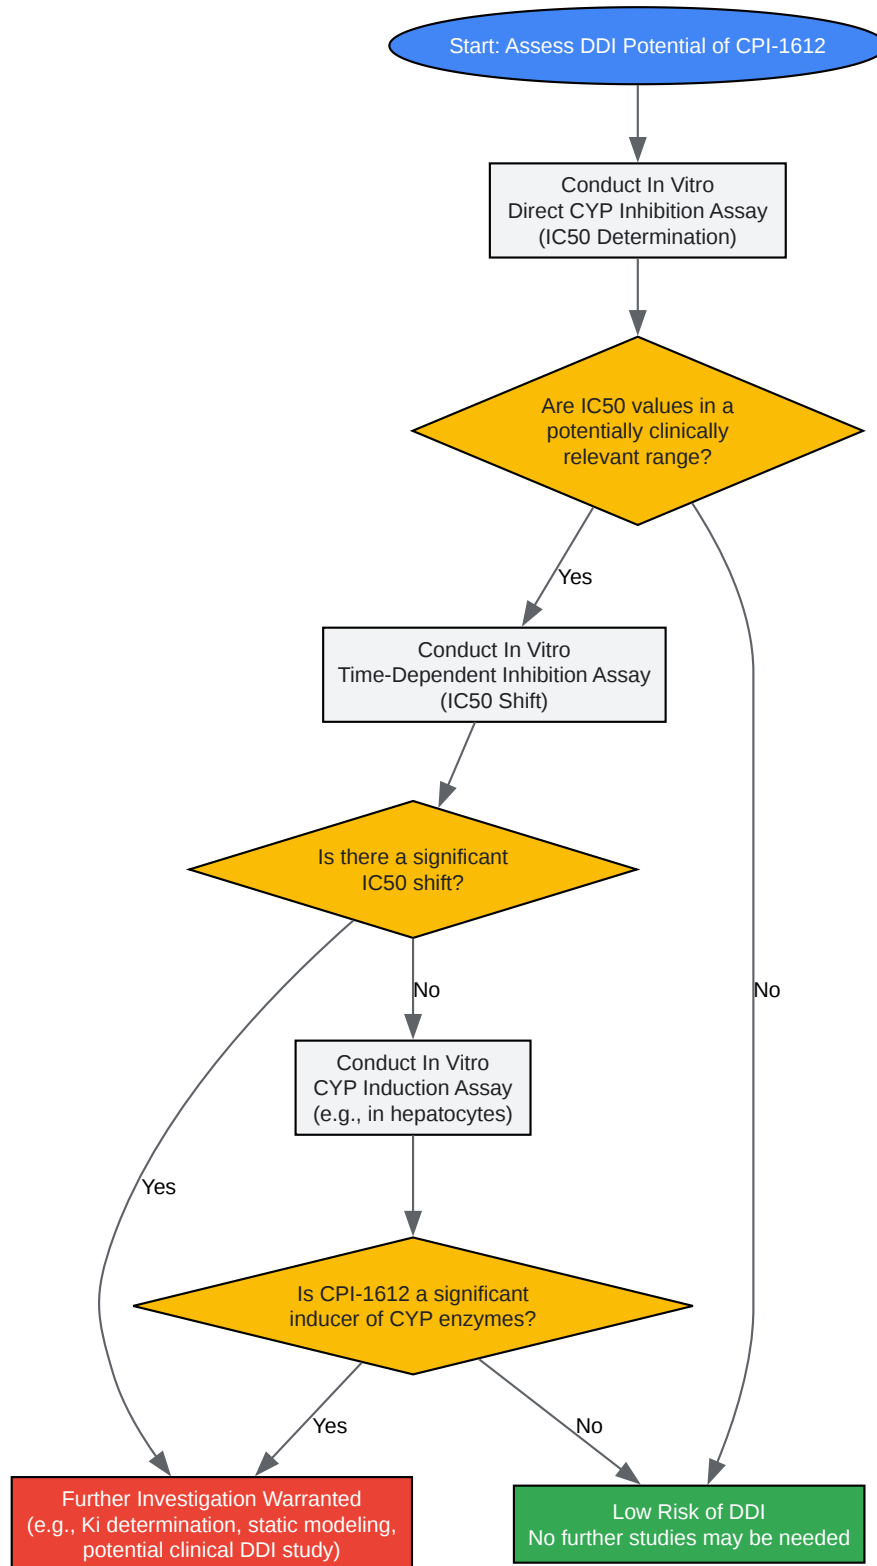 Start: Assess DDI Potential of CPI-1612
Conduct In Vitro
Direct CYP Inhibition Assay
(IC50 Determination)
Are IC50 values in a
potentially clinically
relevant range?
Yes
Conduct In Vitro
Time-Dependent Inhibition Assay
(IC50 Shift)
Is there a significant
IC50 shift?
No
No
Conduct In Vitro
CYP Induction Assay
(e.g., in hepatocytes)
Yes
Is CPI-1612 a significant
inducer of CYP enzymes?
Yes
No
Further Investigation Warranted
(e.g., Ki determination, static modeling,
potential clinical DDI study)
Low Risk of DDI
No further studies may be needed